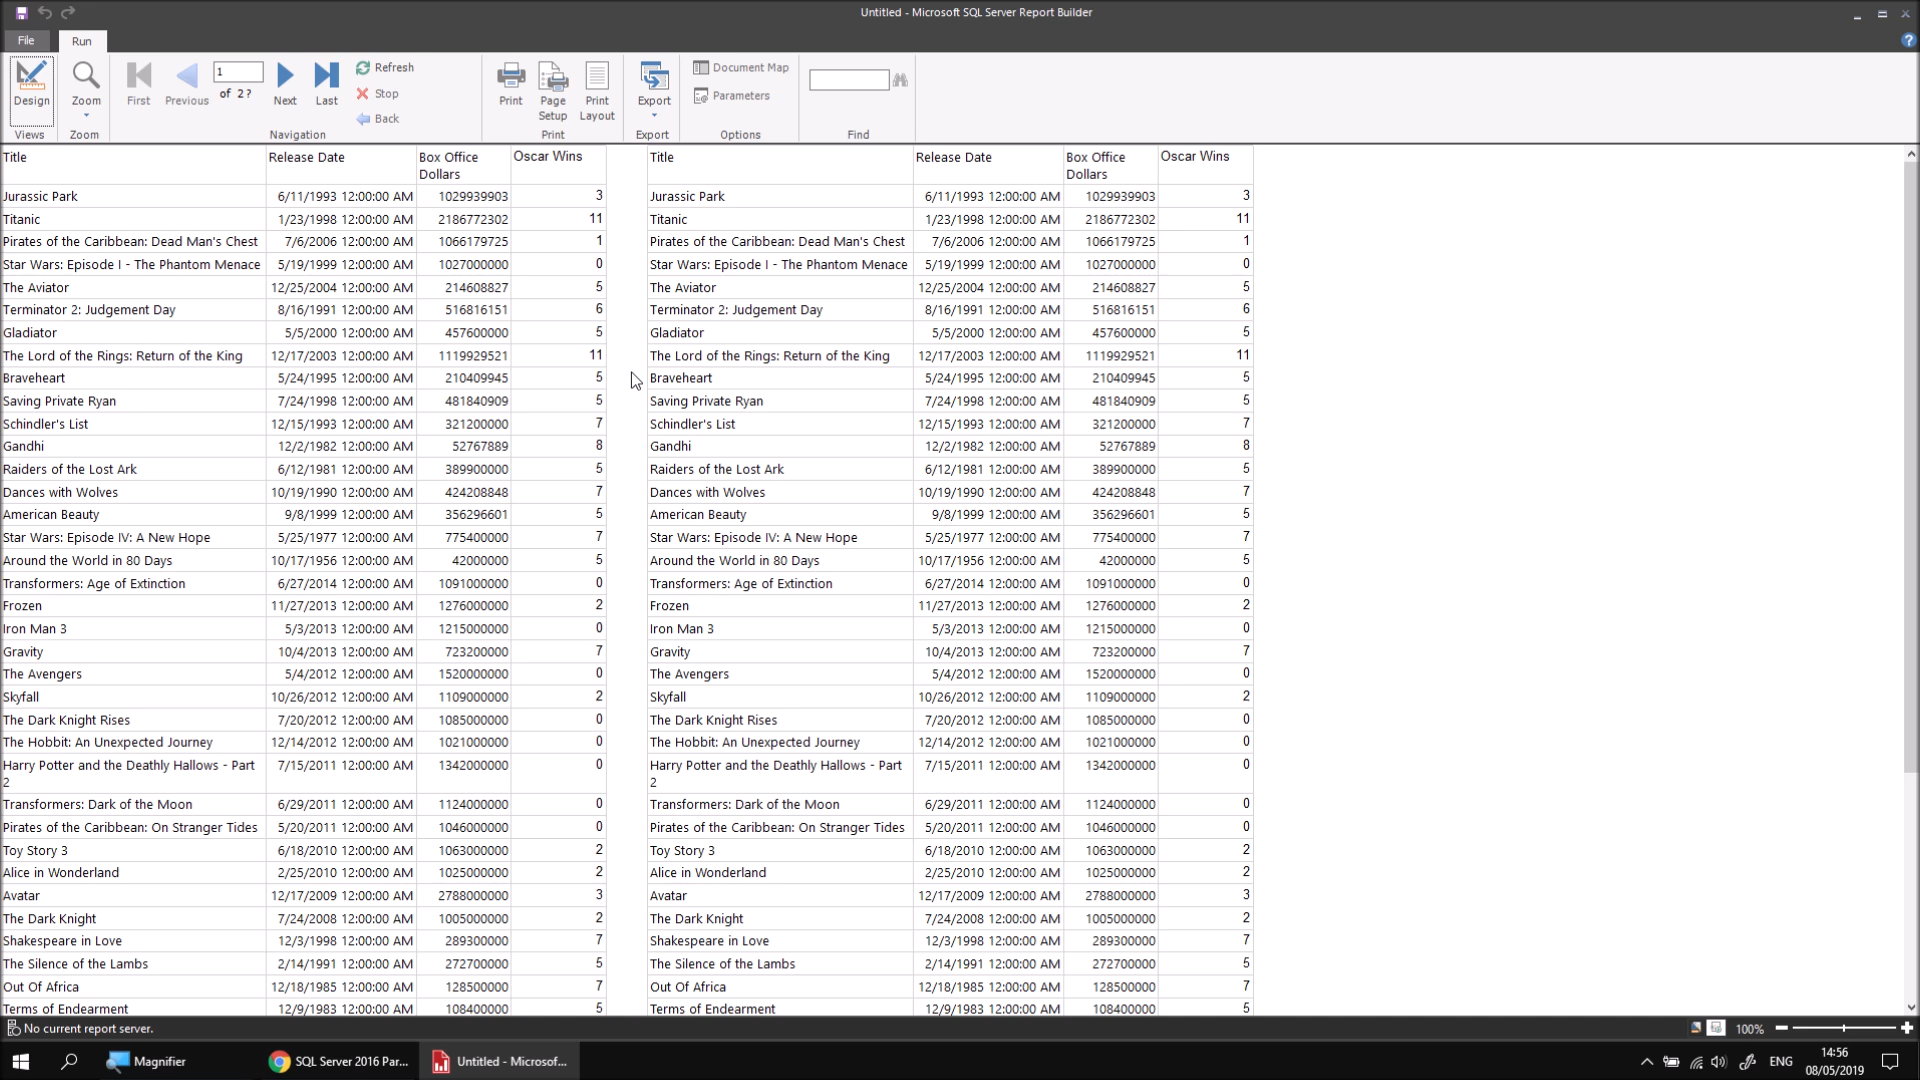 Untitled - Microsoft SQL Server Report Builder
File Run
Design Zoom First Previous 1 of 2 ? Next Last Refresh Stop Back Print Page Setup Print Layout Export Document Map Parameters
Views Zoom Navigation Print Export Options Find
Title Release Date Box Office Dollars Oscar Wins Title Release Date Box Office Dollars Oscar Wins
Jurassic Park 6/11/1993 12:00:00 AM 1029939903 3 Jurassic Park 6/11/1993 12:00:00 AM 1029939903 3
Titanic 1/23/1998 12:00:00 AM 2186772302 11 Titanic 1/23/1998 12:00:00 AM 2186772302 11
Pirates of the Caribbean: Dead Man's Chest 7/6/2006 12:00:00 AM 1066179725 1 Pirates of the Caribbean: Dead Man's Chest 7/6/2006 12:00:00 AM 1066179725 1
Star Wars: Episode I - The Phantom Menace 5/19/1999 12:00:00 AM 1027000000 0 Star Wars: Episode I - The Phantom Menace 5/19/1999 12:00:00 AM 1027000000 0
The Aviator 12/25/2004 12:00:00 AM 214608827 5 The Aviator 12/25/2004 12:00:00 AM 214608827 5
Terminator 2: Judgement Day 8/16/1991 12:00:00 AM 516816151 6 Terminator 2: Judgement Day 8/16/1991 12:00:00 AM 516816151 6
Gladiator 5/5/2000 12:00:00 AM 457600000 5 Gladiator 5/5/2000 12:00:00 AM 457600000 5
The Lord of the Rings: Return of the King 12/17/2003 12:00:00 AM 1119929521 11 The Lord of the Rings: Return of the King 12/17/2003 12:00:00 AM 1119929521 11
Braveheart 5/24/1995 12:00:00 AM 210409945 5 Braveheart 5/24/1995 12:00:00 AM 210409945 5
Saving Private Ryan 7/24/1998 12:00:00 AM 481840909 5 Saving Private Ryan 7/24/1998 12:00:00 AM 481840909 5
Schindler's List 12/15/1993 12:00:00 AM 321200000 7 Schindler's List 12/15/1993 12:00:00 AM 321200000 7
Gandhi 12/2/1982 12:00:00 AM 52767889 8 Gandhi 12/2/1982 12:00:00 AM 52767889 8
Raiders of the Lost Ark 6/12/1981 12:00:00 AM 389900000 5 Raiders of the Lost Ark 6/12/1981 12:00:00 AM 389900000 5
Dances with Wolves 10/19/1990 12:00:00 AM 424208848 7 Dances with Wolves 10/19/1990 12:00:00 AM 424208848 7
American Beauty 9/8/1999 12:00:00 AM 356296601 5 American Beauty 9/8/1999 12:00:00 AM 356296601 5
Star Wars: Episode IV: A New Hope 5/25/1977 12:00:00 AM 775400000 7 Star Wars: Episode IV: A New Hope 5/25/1977 12:00:00 AM 775400000 7
Around the World in 80 Days 10/17/1956 12:00:00 AM 42000000 5 Around the World in 80 Days 10/17/1956 12:00:00 AM 42000000 5
Transformers: Age of Extinction 6/27/2014 12:00:00 AM 1091000000 0 Transformers: Age of Extinction 6/27/2014 12:00:00 AM 1091000000 0
Frozen 11/27/2013 12:00:00 AM 1276000000 2 Frozen 11/27/2013 12:00:00 AM 1276000000 2
Iron Man 3 5/3/2013 12:00:00 AM 1215000000 0 Iron Man 3 5/3/2013 12:00:00 AM 1215000000 0
Gravity 10/4/2013 12:00:00 AM 723200000 7 Gravity 10/4/2013 12:00:00 AM 723200000 7
The Avengers 5/4/2012 12:00:00 AM 1520000000 0 The Avengers 5/4/2012 12:00:00 AM 1520000000 0
Skyfall 10/26/2012 12:00:00 AM 1109000000 2 Skyfall 10/26/2012 12:00:00 AM 1109000000 2
The Dark Knight Rises 7/20/2012 12:00:00 AM 1085000000 0 The Dark Knight Rises 7/20/2012 12:00:00 AM 1085000000 0
The Hobbit: An Unexpected Journey 12/14/2012 12:00:00 AM 1021000000 0 The Hobbit: An Unexpected Journey 12/14/2012 12:00:00 AM 1021000000 0
Harry Potter and the Deathly Hallows - Part 7/15/2011 12:00:00 AM 1342000000 0 Harry Potter and the Deathly Hallows - Part 7/15/2011 12:00:00 AM 1342000000 0
2 2
Transformers: Dark of the Moon 6/29/2011 12:00:00 AM 1124000000 0 Transformers: Dark of the Moon 6/29/2011 12:00:00 AM 1124000000 0
Pirates of the Caribbean: On Stranger Tides 5/20/2011 12:00:00 AM 1046000000 0 Pirates of the Caribbean: On Stranger Tides 5/20/2011 12:00:00 AM 1046000000 0
Toy Story 3 6/18/2010 12:00:00 AM 1063000000 2 Toy Story 3 6/18/2010 12:00:00 AM 1063000000 2
Alice in Wonderland 2/25/2010 12:00:00 AM 1025000000 2 Alice in Wonderland 2/25/2010 12:00:00 AM 1025000000 2
Avatar 12/17/2009 12:00:00 AM 2788000000 3 Avatar 12/17/2009 12:00:00 AM 2788000000 3
The Dark Knight 7/24/2008 12:00:00 AM 1005000000 2 The Dark Knight 7/24/2008 12:00:00 AM 1005000000 2
Shakespeare in Love 12/3/1998 12:00:00 AM 289300000 7 Shakespeare in Love 12/3/1998 12:00:00 AM 289300000 7
The Silence of the Lambs 2/14/1991 12:00:00 AM 272700000 5 The Silence of the Lambs 2/14/1991 12:00:00 AM 272700000 5
Out Of Africa 12/18/1985 12:00:00 AM 128500000 7 Out Of Africa 12/18/1985 12:00:00 AM 128500000 7
Terms of Endearment 12/9/1983 12:00:00 AM 108400000 5 Terms of Endearment 12/9/1983 12:00:00 AM 108400000 5
No current report server. 100%
Magnifier SQL Server 2016 Par... Untitled - Microsof... ENG 14:56
08/05/2019